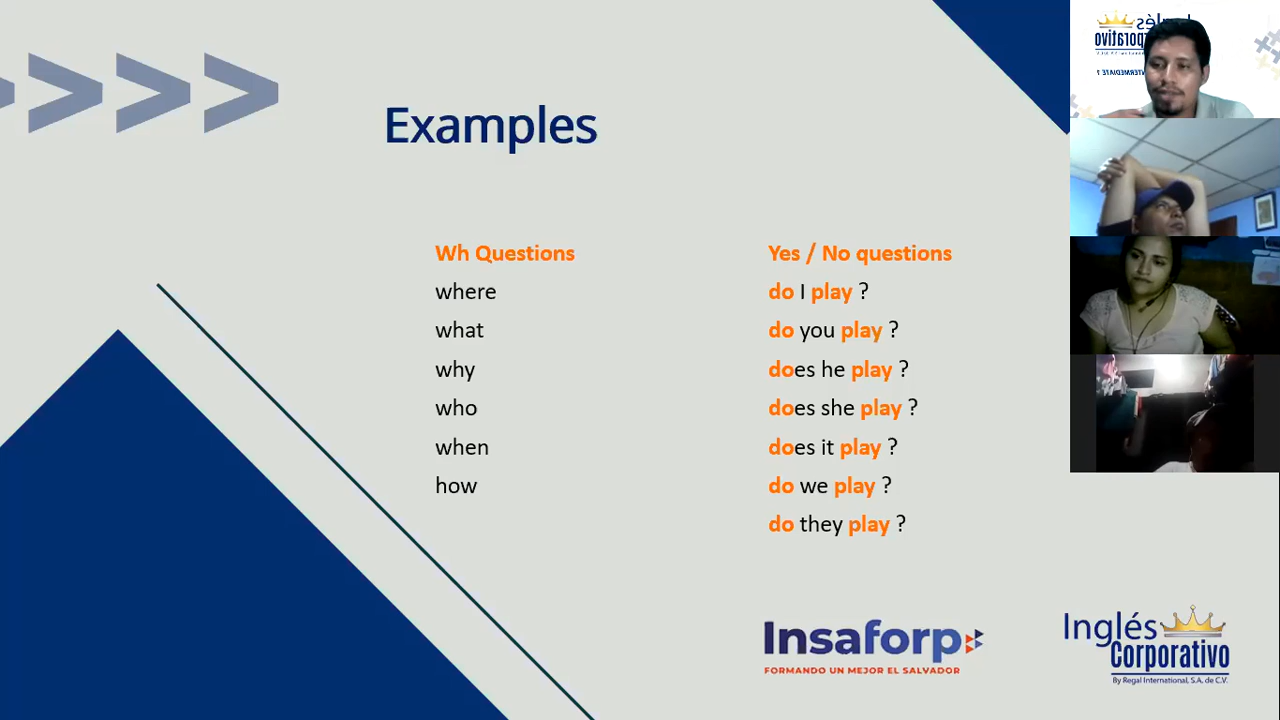 Examples
Wh Questions
where
what
why
who
when
how
Yes / No questions
do I play ?
do you play ?
does he play ?
does she play ?
does it play ?
do we play ?
do they play ?
Insaforp
FORMANDO UN MEJOR EL SALVADOR
Inglés
Corporativo
By Regal International, S.A. de C.V.